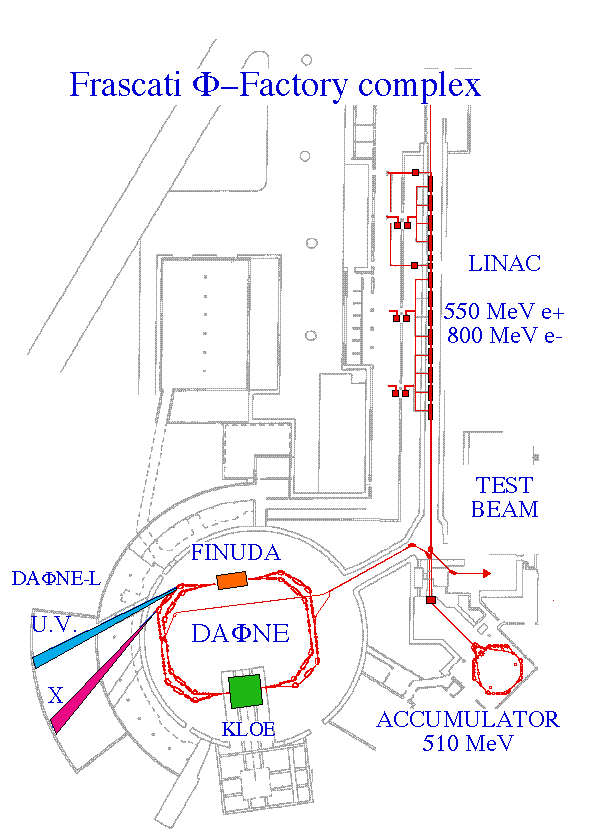 Frascati Φ–Factory complex
LINAC
550 MeV e+
800 MeV e-
TEST
BEAM
FINUDA
DAΦNE-L
U.V.
DAΦNE
X
KLOE
ACCUMULATOR
510 MeV